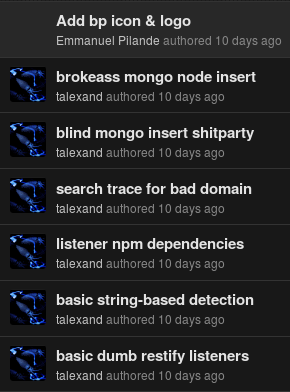 Add bp icon & logo
Emmanuel Pilande authored 10 days ago
brokeass mongo node insert
talexand authored 10 days ago
blind mongo insert shitparty
talexand authored 10 days ago
search trace for bad domain
talexand authored 10 days ago
listener npm dependencies
talexand authored 10 days ago
basic string-based detection
talexand authored 10 days ago
basic dumb restify listeners
talexand authored 10 days ago